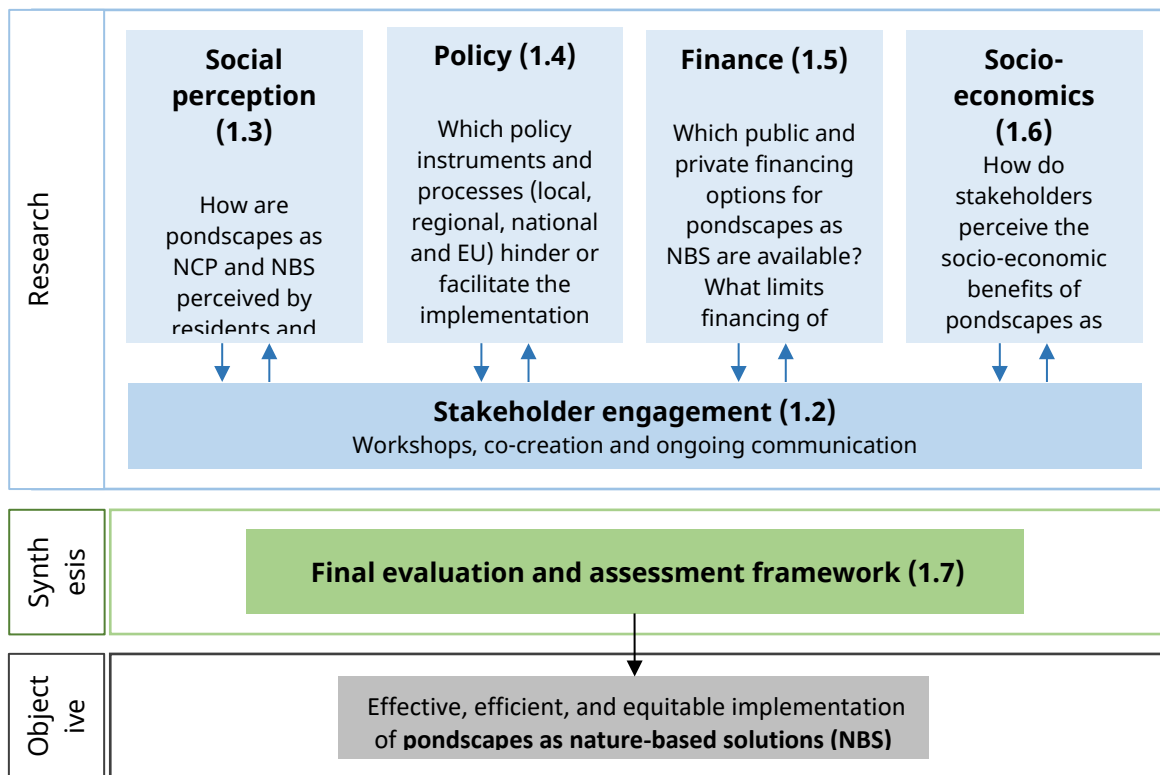 Research
Social
perception
(1.3)
How are
pondscapes as
NCP and NBS
perceived by
residents and
Policy (1.4)
Which policy
instruments and
processes (local,
regional, national
and EU) hinder or
facilitate the
implementation
Finance (1.5)
Which public and
private financing
options for
pondscapes as
NBS are available?
What limits
financing of
Socio-
economics
(1.6)
How do
stakeholders
perceive the
socio-economic
benefits of
pondscapes as
Stakeholder engagement (1.2)
Workshops, co-creation and ongoing communication
Synth
esis
Final evaluation and assessment framework (1.7)
Object
ive
Effective, efficient, and equitable implementation
of pondscapes as nature-based solutions (NBS)